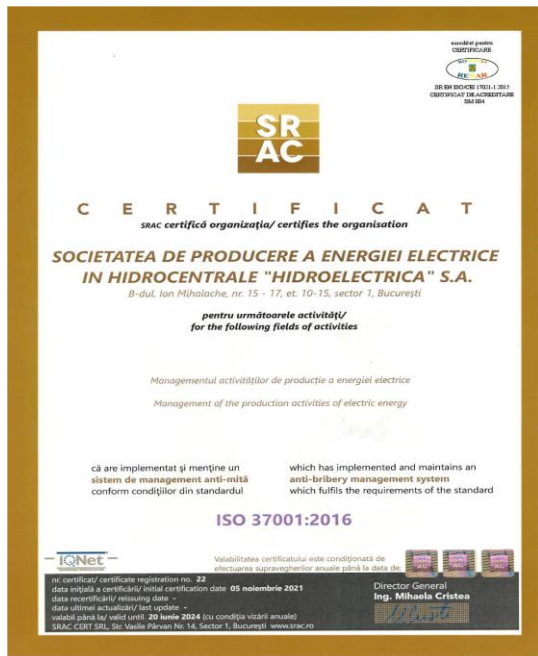 acreditat pentru
CERTIFICARE
RENAR
SR EN ISO/CEI 17021-1:2015
CERTIFICAT DE ACREDITARE
SM 004
SR
AC
CERTIFICAT
SRAC certifică organizația/ certifies the organisation
SOCIETATEA DE PRODUCERE A ENERGIEI ELECTRICE
IN HIDROCENTRALE "HIDROELECTRICA" S.A.
B-dul. Ion Mihalache, nr. 15 - 17, et. 10-15, sector 1, București
pentru următoarele activități/
for the following fields of activities
Managementul activităților de producție a energiei electrice
Management of the production activities of electric energy
că are implementat și menține un
sistem de management anti-mită
conform condițiilor din standardul
which has implemented and maintains an
anti-bribery management system
which fulfils the requirements of the standard
ISO 37001:2016
IQNet
Valabilitatea certificatului este condiționată de
efectuarea supravegherilor anuale până la data de:
nr. certificat/ certificate registration no. 22
data inițială a certificării/ initial certification date 05 noiembrie 2021
data recertificării/ reissuing date -
data ultimei actualizări/ last update -
valabil până la/ valid until 20 iunie 2024 (cu condiția vizării anuale)
SRAC CERT SRL, Str. Vasile Pârvan Nr. 14, Sector 1, București www.srac.ro
Director General
Ing. Mihaela Cristea